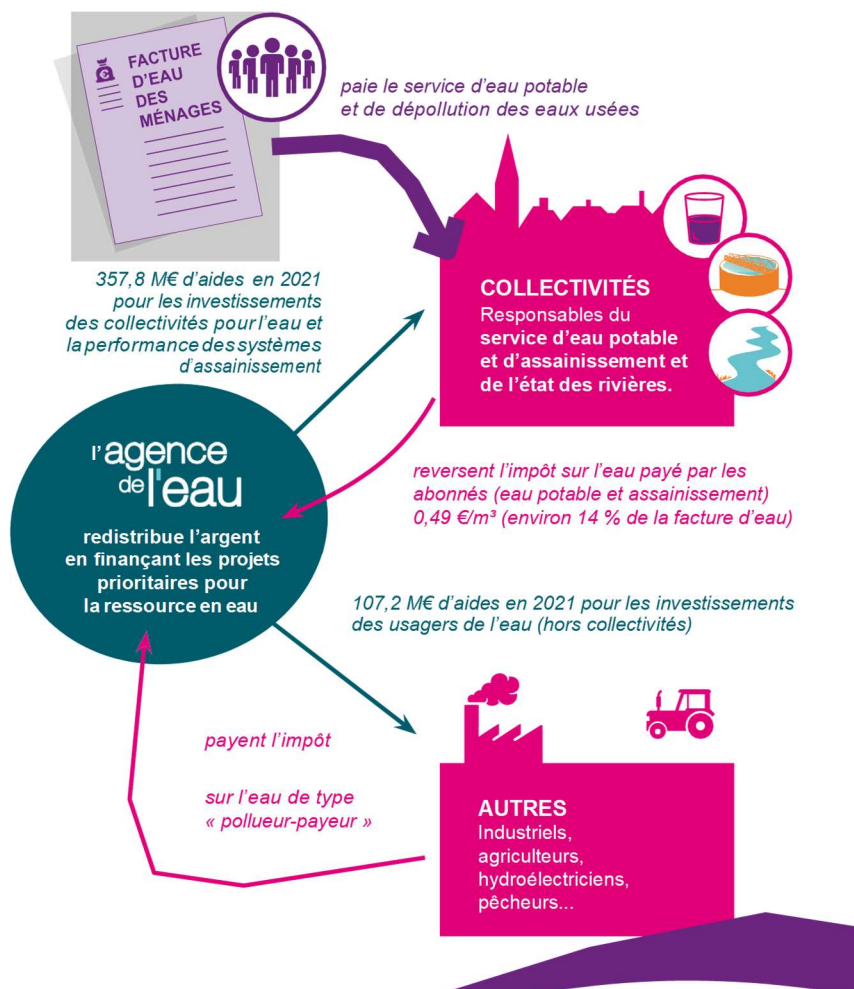 FACTURE
D'EAU
DES
MÉNAGES
paie le service d'eau potable
et de dépollution des eaux usées
357,8 M€ d'aides en 2021
pour les investissements
des collectivités pour l'eau et
la performance des systèmes
d'assainissement
COLLECTIVITÉS
Responsables du
service d'eau potable
et d'assainissement et
de l'état des rivières.
l'agence
de l'eau
redistribue l'argent
en finançant les projets
prioritaires pour
la ressource en eau
reversent l'impôt sur l'eau payé par les
abonnés (eau potable et assainissement)
0,49 €/m³ (environ 14 % de la facture d'eau)
107,2 M€ d'aides en 2021 pour les investissements
des usagers de l'eau (hors collectivités)
payent l'impôt
sur l'eau de type
« pollueur-payeur »
AUTRES
Industriels,
agriculteurs,
hydroélectriciens,
pêcheurs...